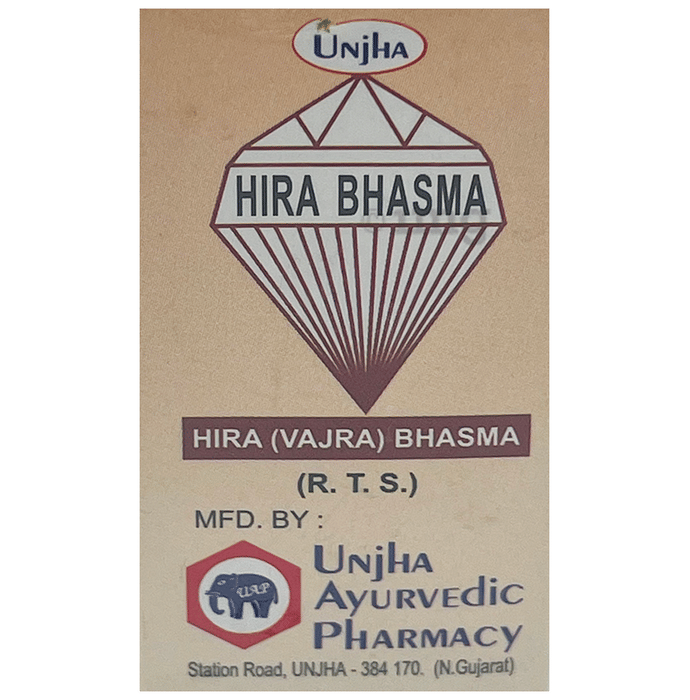 UNJHA
HIRA BHASMA
HIRA (VAJRA) BHASMA
(R. T. S.)
MFD. BY :
UAP
UNJHA
AYURVEDIC
PHARMACY
Station Road, UNJHA - 384 170. (N.Gujarat)